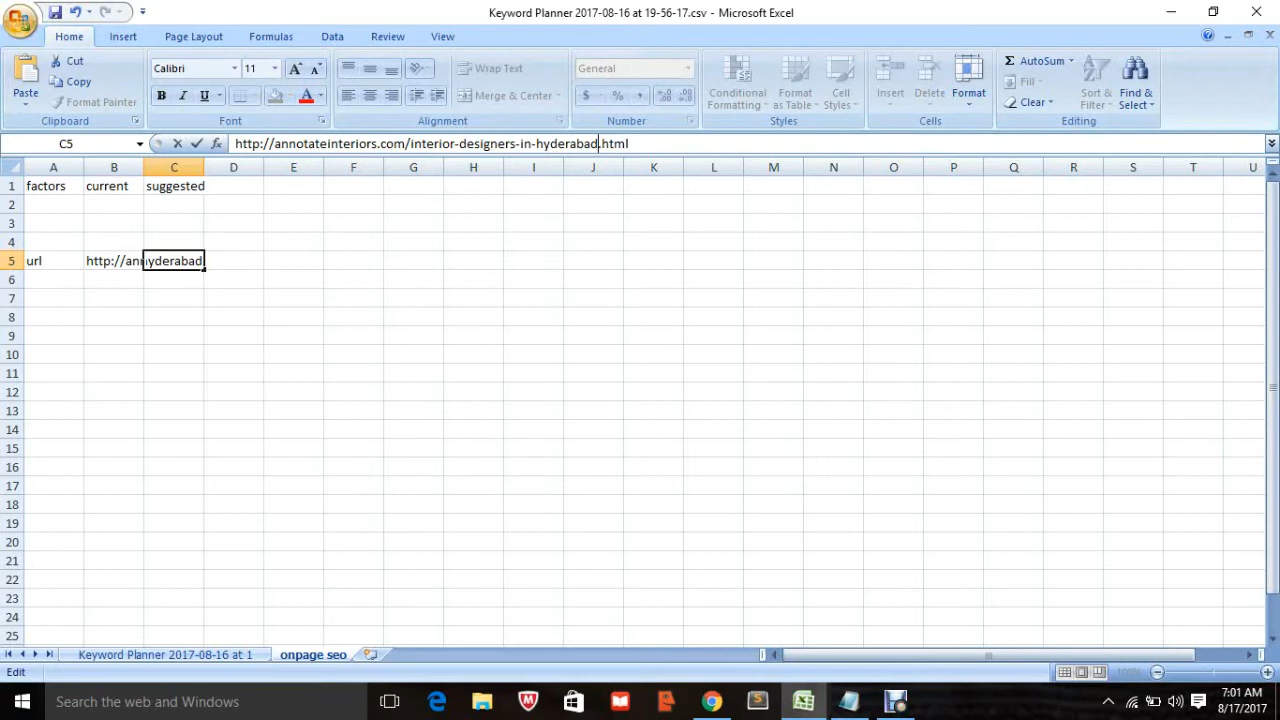 Keyword Planner 2017-08-16 at 19-56-17.csv - Microsoft Excel
Home Insert Page Layout Formulas Data Review View
Cut Calibri 11 Wrap Text General AutoSum
Copy Fill
Paste Format Painter Merge & Center Conditional Formatting Format as Table Cell Styles Insert Delete Format Clear Sort & Filter Find & Select
Clipboard Font Alignment Number Styles Cells Editing
C5 fx http://annotateinteriors.com/interior-designers-in-hyderabad.html
A B C D E F G H I J K L M N O P Q R S T U
1 factors current suggested
2
3
4
5 url http://ann hyderabad.
6
7
8
9
10
11
12
13
14
15
16
17
18
19
20
21
22
23
24
25
Keyword Planner 2017-08-16 at 1 onpage seo
Edit 100%
Search the web and Windows 7:01 AM
8/17/2017